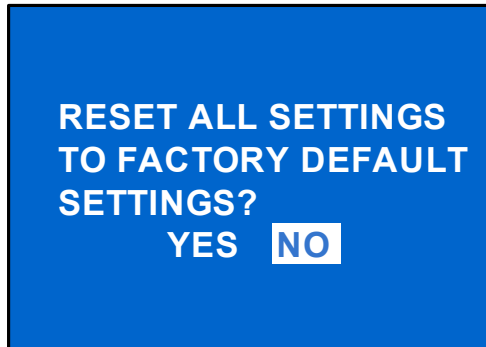 RESET ALL SETTINGS
TO FACTORY DEFAULT
SETTINGS?
YES NO